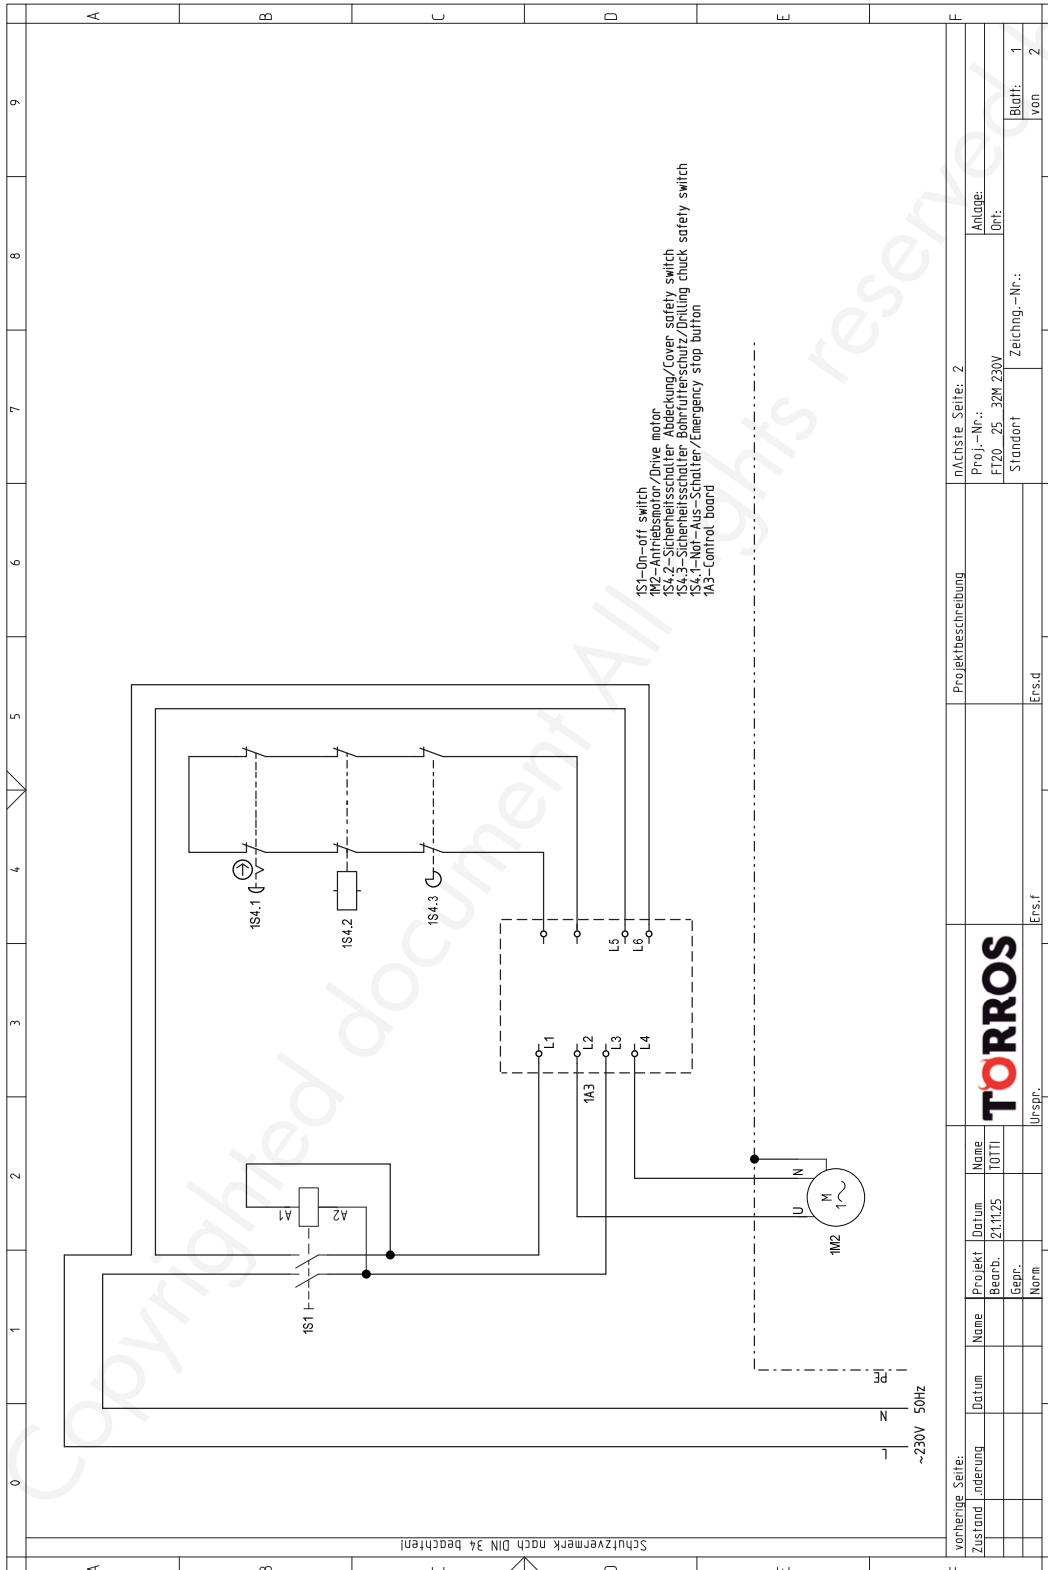 0 1 2 3 4 5 6 7 8 9
A
B
C
D
E
F
A
B
C
D
E
F
Schutzvermerk nach DIN 34 beachten!
L
N
PE
~230V 50Hz
1S1
A1
A2
1S4.1
1S4.2
1S4.3
1A3
L1
L2
L3
L4
L5
L6
U
N
M
1~
1M2
1S1-On-off switch
1M2-Antriebsmotor/Drive motor
1S4.2-Sicherheitsschalter Abdeckung/Cover safety switch
1S4.3-Sicherheitsschalter Bohrfutterschutz/Drilling chuck safety switch
1S4.1-Not-Aus-Schalter/Emergency stop button
1A3-Control board
vorherige Seite:
Zustand .nderung Datum Name
Projekt Datum Name
Bearb. 21.11.25 TOTTI
Gepr.
Norm
Urspr.
TORROS
Ers.f
Ers.d
Projektbeschreibung
nÄchste Seite: 2
Proj.-Nr.:
FT20_25_32M 230V
Standort
Zeichng.-Nr.:
Anlage:
Ort:
Blatt: 1
von 2
Copyrighted document All rights reserved